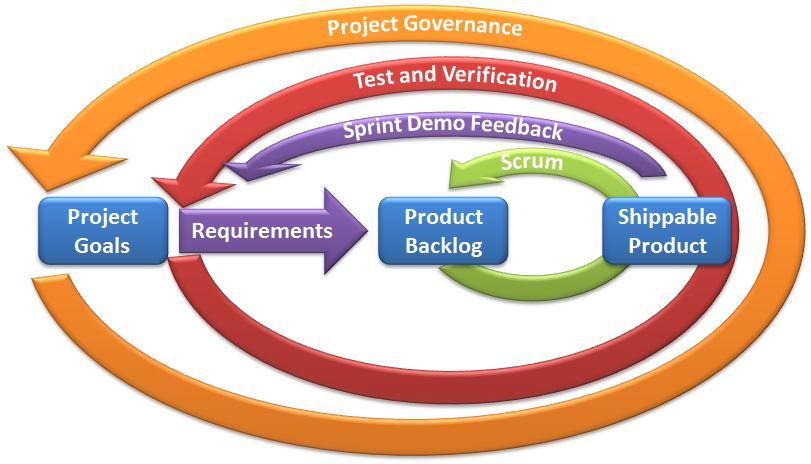 Project Governance
Test and Verification
Sprint Demo Feedback
Scrum
Project
Goals
Requirements
Product
Backlog
Shippable
Product